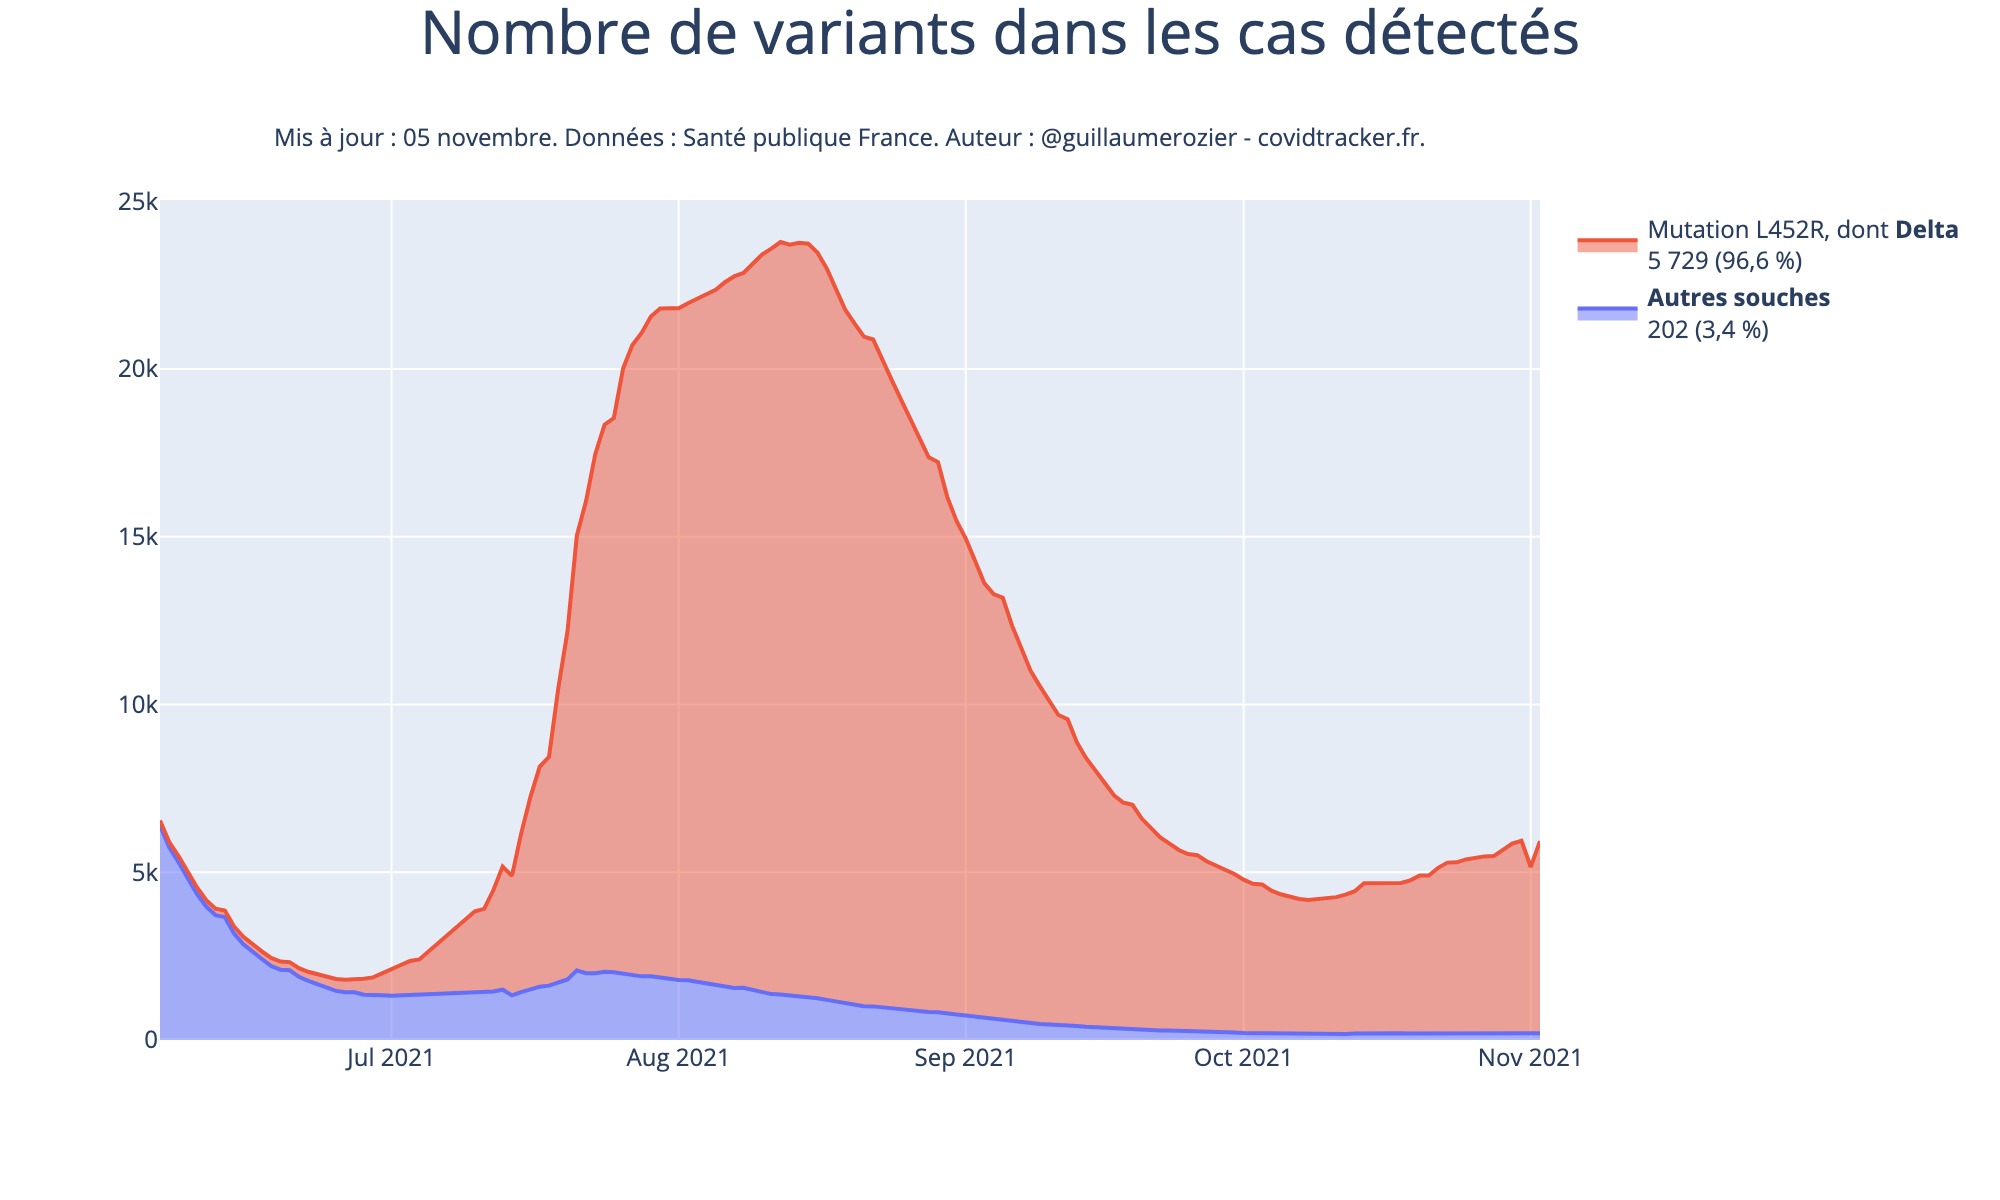 Nombre de variants dans les cas détectés
Mis à jour : 05 novembre. Données : Santé publique France. Auteur : @guillaumerozier - covidtracker.fr.
25k
20k
15k
10k
5k
0
Jul 2021
Aug 2021
Sep 2021
Oct 2021
Nov 2021
Mutation L452R, dont Delta
5 729 (96,6 %)
Autres souches
202 (3,4 %)